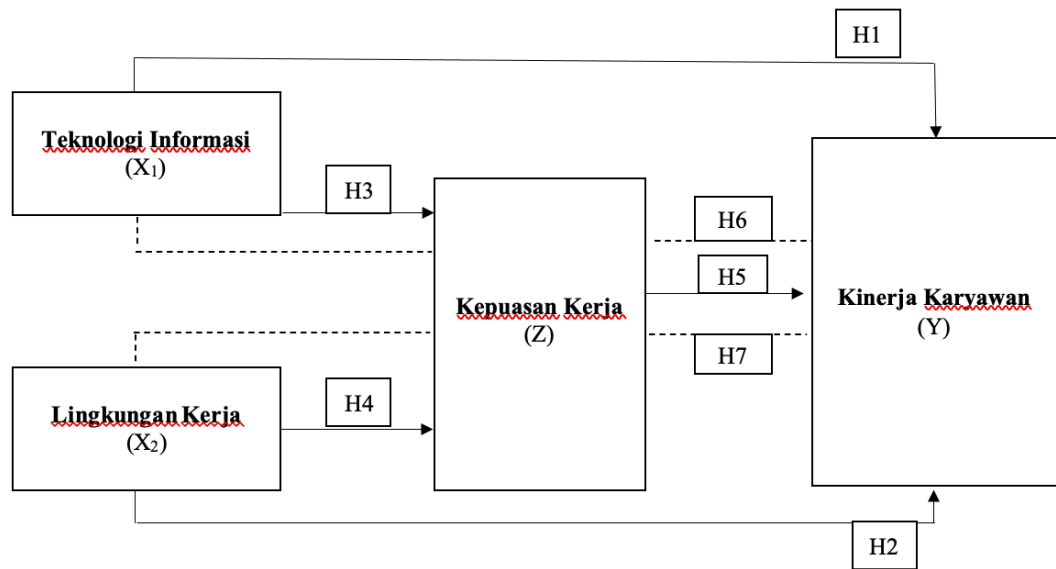 H1
Teknologi Informasi
(X₁)
H3
H6
H5
Kepuasan Kerja
(Z)
Kinerja Karyawan
(Y)
H7
Lingkungan Kerja
(X₂)
H4
H2